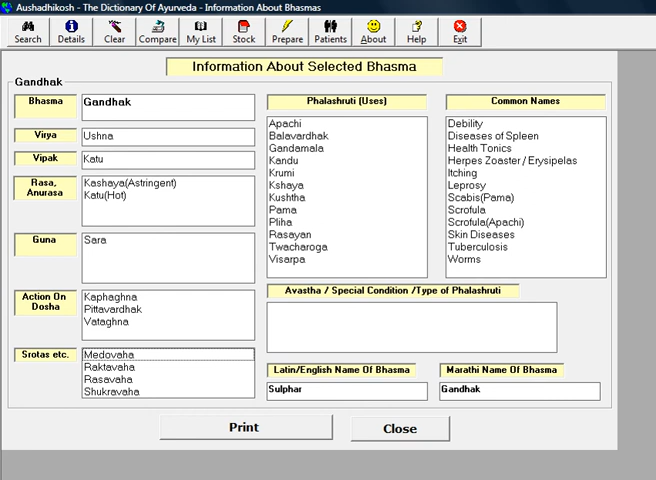 Aushadhikosh - The Dictionary Of Ayurveda - Information About Bhasmas
Search Details Clear Compare My List Stock Prepare Patients About Help Exit
Information About Selected Bhasma
Gandhak
Bhasma
Gandhak
Virya
Ushna
Vipak
Katu
Rasa,
Anurasa
Kashaya(Astringent)
Katu(Hot)
Guna
Sara
Action On
Dosha
Kaphaghna
Pittavardhak
Vataghna
Srotas etc.
Medovaha
Raktavaha
Rasavaha
Shukravaha
Phalashruti (Uses)
Apachi
Balavardhak
Gandamala
Kandu
Krumi
Kshaya
Kushtha
Pama
Pliha
Rasayan
Twacharoga
Visarpa
Common Names
Debility
Diseases of Spleen
Health Tonics
Herpes Zoaster / Erysipelas
Itching
Leprosy
Scabis(Pama)
Scrofula
Scrofula(Apachi)
Skin Diseases
Tuberculosis
Worms
Avastha / Special Condition /Type of Phalashruti
Latin/English Name Of Bhasma
Sulphar
Marathi Name Of Bhasma
Gandhak
Print
Close